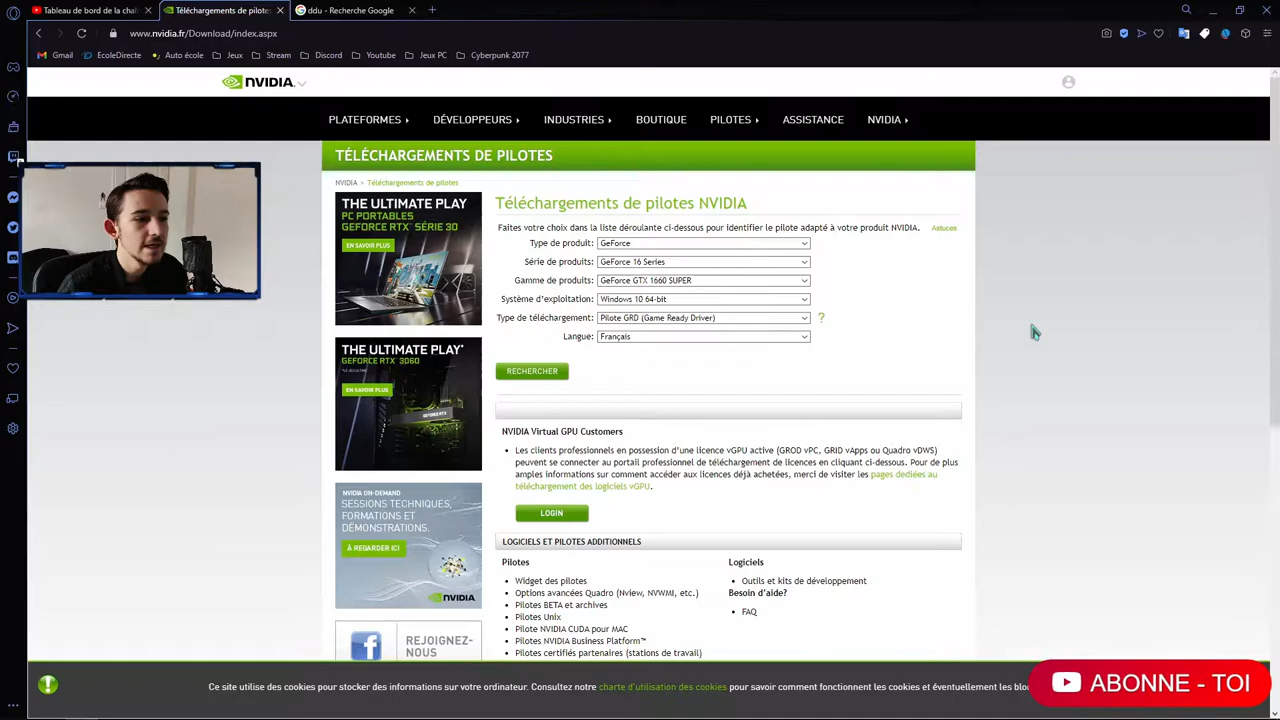 Tableau de bord de la chaî
Téléchargements de pilote
ddu - Recherche Google
www.nvidia.fr/Download/index.aspx
Gmail
EcoleDirecte
Auto école
Jeux
Stream
Discord
Youtube
Jeux PC
Cyberpunk 2077
NVIDIA.
PLATEFORMES
DÉVELOPPEURS
INDUSTRIES
BOUTIQUE
PILOTES
ASSISTANCE
NVIDIA
TÉLÉCHARGEMENTS DE PILOTES
NVIDIA > Téléchargements de pilotes
THE ULTIMATE PLAY
PC PORTABLES
GEFORCE RTX™ SÉRIE 30
EN SAVOIR PLUS
THE ULTIMATE PLAY*
GEFORCE RTX 3060
EN SAVOIR PLUS
NVIDIA ON-DEMAND
SESSIONS TECHNIQUES,
FORMATIONS ET
DÉMONSTRATIONS.
À REGARDER ICI
NVIDIA.
REJOIGNEZ-
NOUS
Téléchargements de pilotes NVIDIA
Faites votre choix dans la liste déroulante ci-dessous pour identifier le pilote adapté à votre produit NVIDIA.
Astuces
Type de produit: GeForce
Série de produits: GeForce 16 Series
Gamme de produits: GeForce GTX 1660 SUPER
Système d'exploitation: Windows 10 64-bit
Type de téléchargement: Pilote GRD (Game Ready Driver) ?
Langue: Français
RECHERCHER
NVIDIA Virtual GPU Customers
• Les clients professionnels en possession d'une licence vGPU active (GROD vPC, GRID vApps ou Quadro vDWS)
peuvent se connecter au portail professionnel de téléchargement de licences en cliquant ci-dessous. Pour de plus
amples informations sur comment accéder aux licences déjà achetées, merci de visiter les pages dediées au
téléchargement des logiciels vGPU.
LOGIN
LOGICIELS ET PILOTES ADDITIONNELS
Pilotes
• Widget des pilotes
• Options avancées Quadro (Nview, NVWMI, etc.)
• Pilotes BETA et archives
• Pilotes Unix
• Pilote NVIDIA CUDA pour MAC
• Pilotes NVIDIA Business Platform™
• Pilotes certifiés partenaires (stations de travail)
Logiciels
• Outils et kits de développement
Besoin d'aide?
• FAQ
Ce site utilise des cookies pour stocker des informations sur votre ordinateur. Consultez notre charte d'utilisation des cookies pour savoir comment fonctionnent les cookies et éventuellement les blo
ABONNE - TOI